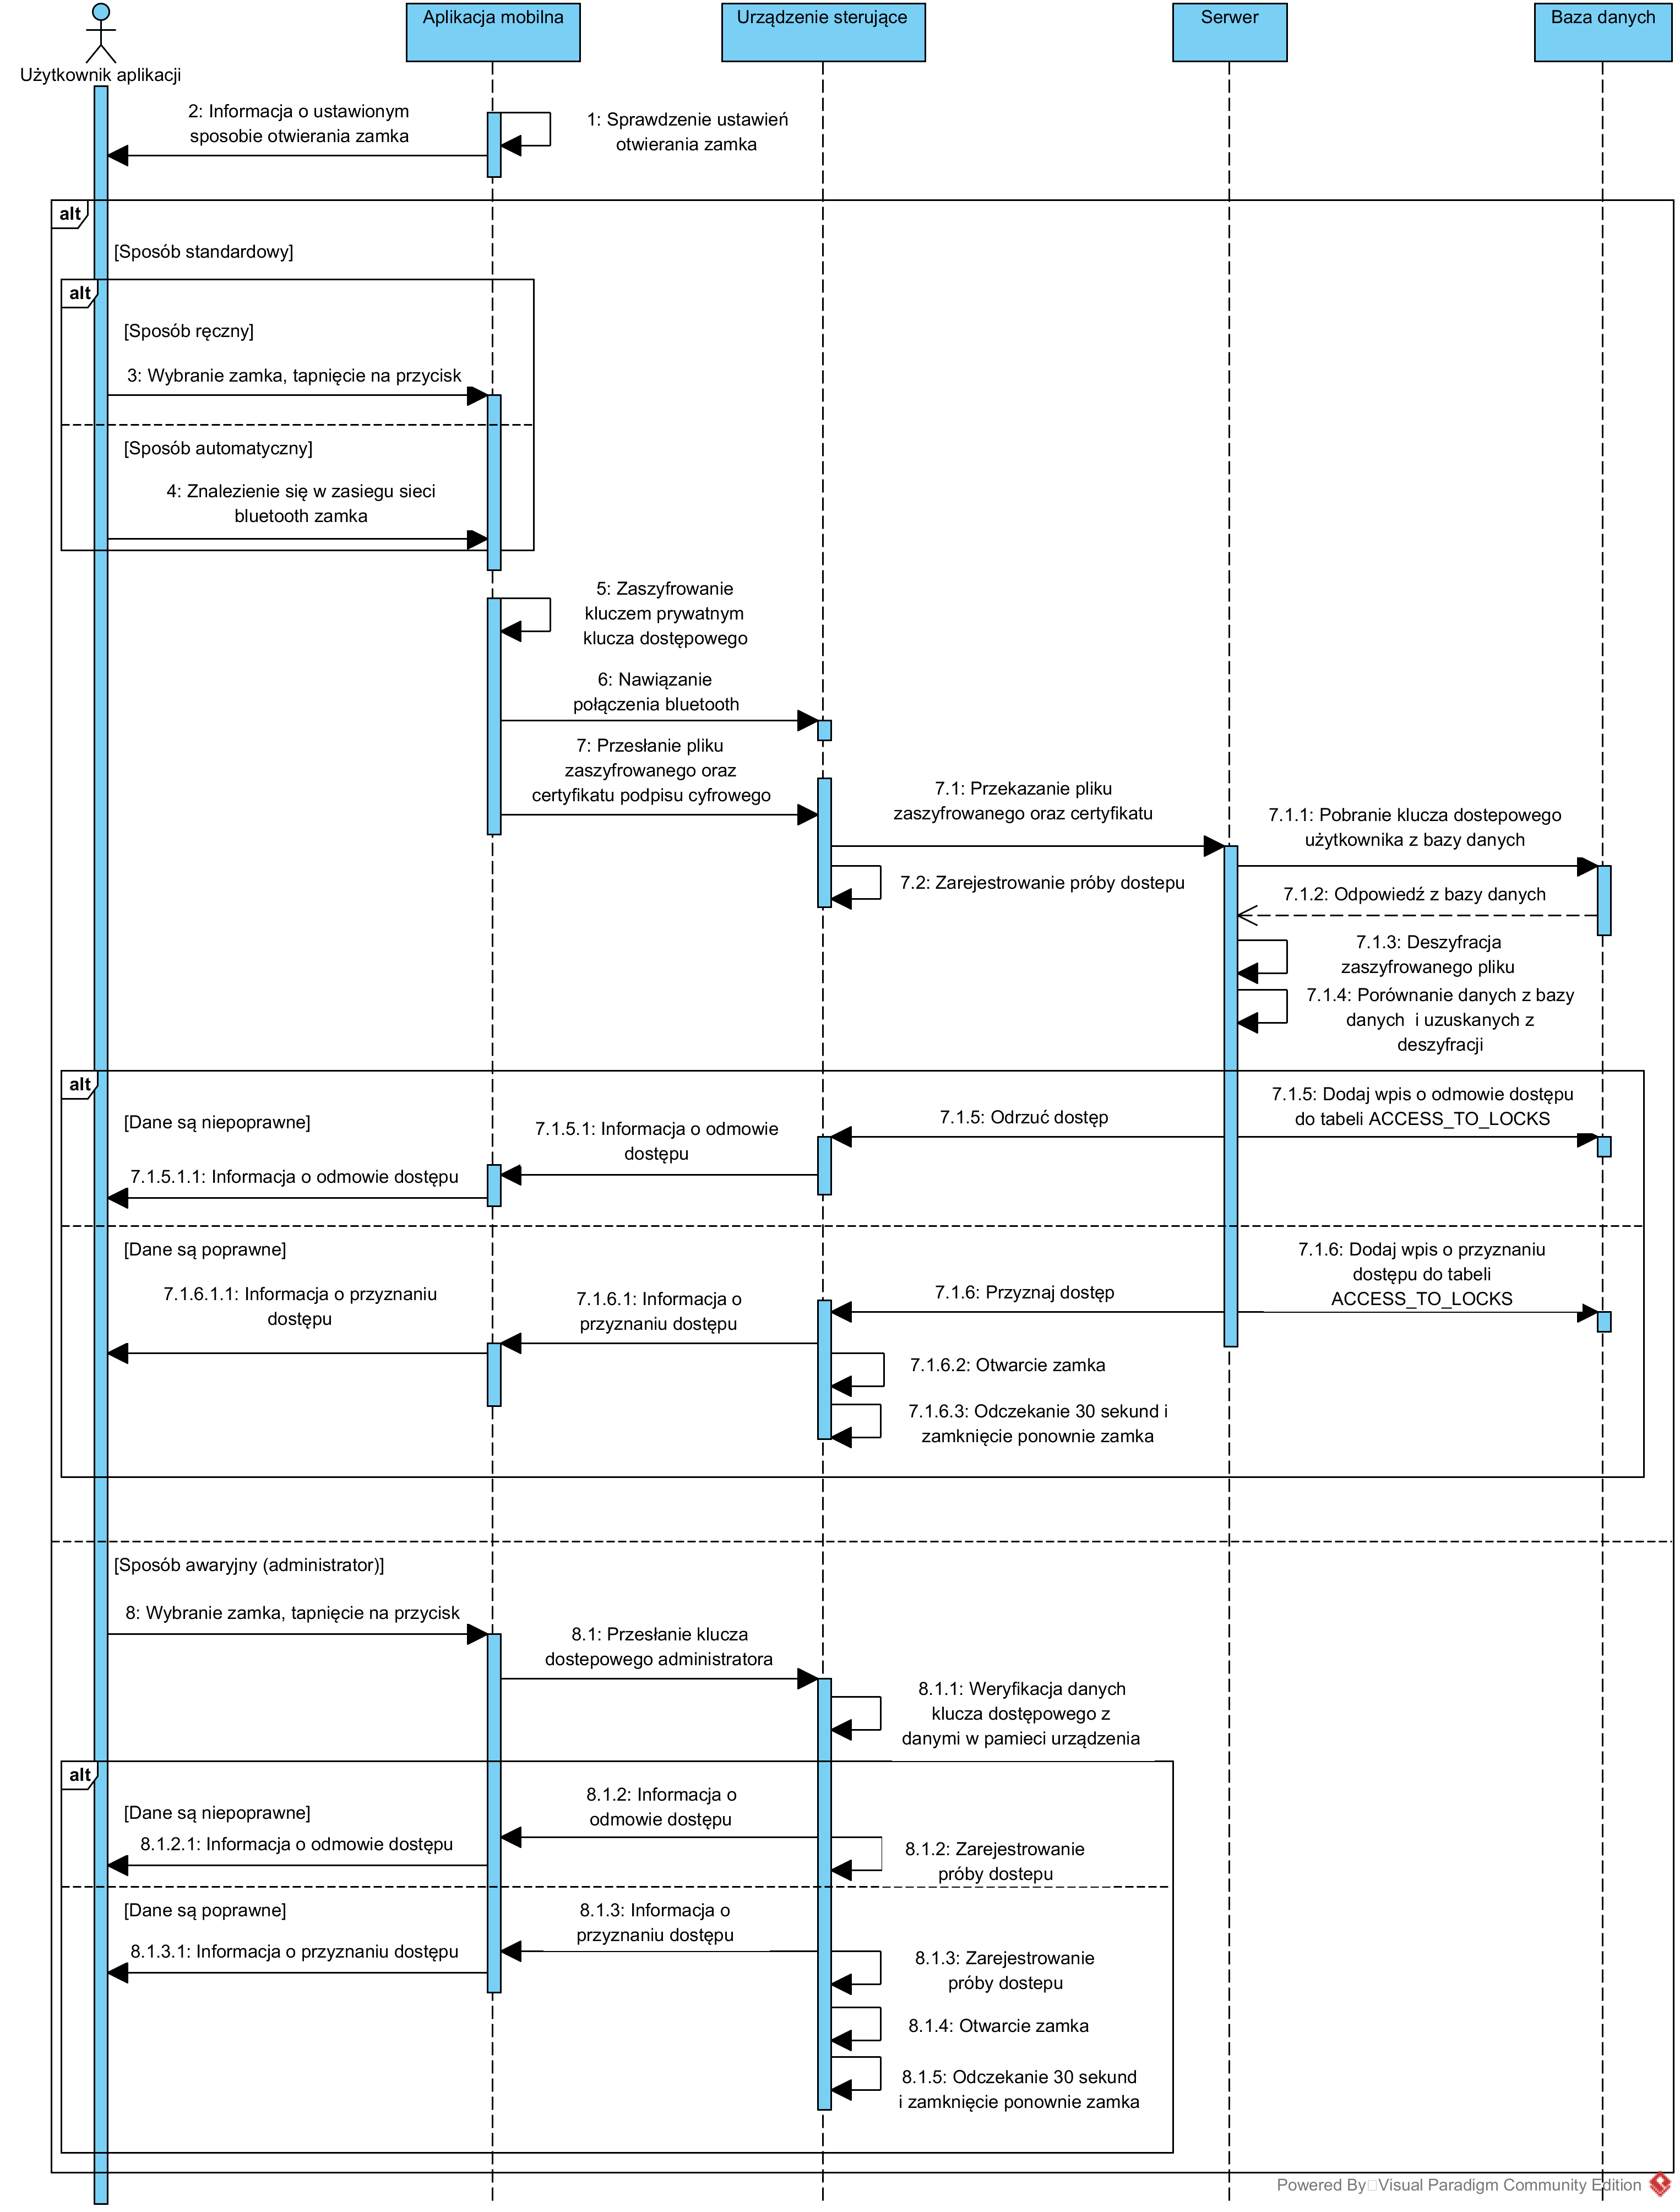 Użytkownik aplikacji
Aplikacja mobilna
Urządzenie sterujące
Serwer
Baza danych
2: Informacja o ustawionym
sposobie otwierania zamka
1: Sprawdzenie ustawień
otwierania zamka
alt
[Sposób standardowy]
alt
[Sposób ręczny]
3: Wybranie zamka, tapnięcie na przycisk
[Sposób automatyczny]
4: Znalezienie się w zasiegu sieci
bluetooth zamka
5: Zaszyfrowanie
kluczem prywatnym
klucza dostępowego
6: Nawiązanie
połączenia bluetooth
7: Przesłanie pliku
zaszyfrowanego oraz
certyfikatu podpisu cyfrowego
7.1: Przekazanie pliku
zaszyfrowanego oraz certyfikatu
7.1.1: Pobranie klucza dostepowego
użytkownika z bazy danych
7.2: Zarejestrowanie próby dostepu
7.1.2: Odpowiedź z bazy danych
7.1.3: Deszyfracja
zaszyfrowanego pliku
7.1.4: Porównanie danych z bazy
danych i uzuskanych z
deszyfracji
alt
[Dane są niepoprawne]
7.1.5: Odrzuć dostęp
7.1.5: Dodaj wpis o odmowie dostępu
do tabeli ACCESS_TO_LOCKS
7.1.5.1: Informacja o odmowie
dostępu
7.1.5.1.1: Informacja o odmowie dostępu
[Dane są poprawne]
7.1.6: Przyznaj dostęp
7.1.6: Dodaj wpis o przyznaniu
dostępu do tabeli
ACCESS_TO_LOCKS
7.1.6.1: Informacja o
przyznaniu dostępu
7.1.6.1.1: Informacja o przyznaniu
dostępu
7.1.6.2: Otwarcie zamka
7.1.6.3: Odczekanie 30 sekund i
zamknięcie ponownie zamka
[Sposób awaryjny (administrator)]
8: Wybranie zamka, tapnięcie na przycisk
8.1: Przesłanie klucza
dostepowego administratora
8.1.1: Weryfikacja danych
klucza dostępowego z
danymi w pamieci urządzenia
alt
[Dane są niepoprawne]
8.1.2: Informacja o
odmowie dostępu
8.1.2.1: Informacja o odmowie dostępu
8.1.2: Zarejestrowanie
próby dostepu
[Dane są poprawne]
8.1.3: Informacja o
przyznaniu dostępu
8.1.3.1: Informacja o przyznaniu dostępu
8.1.3: Zarejestrowanie
próby dostepu
8.1.4: Otwarcie zamka
8.1.5: Odczekanie 30 sekund
i zamknięcie ponownie zamka
Powered By Visual Paradigm Community Edition